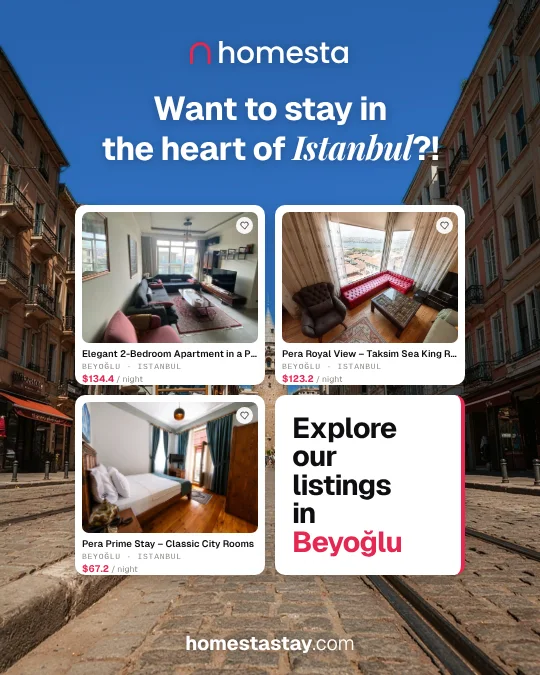 homesta
Want to stay in
the heart of Istanbul?!
Elegant 2-Bedroom Apartment in a P...
BEYOĞLU · ISTANBUL
$134.4 / night
Pera Royal View – Taksim Sea King R...
BEYOĞLU · ISTANBUL
$123.2 / night
Pera Prime Stay – Classic City Rooms
BEYOĞLU · ISTANBUL
$67.2 / night
Explore
our
listings
in
Beyoğlu
homestastay.com